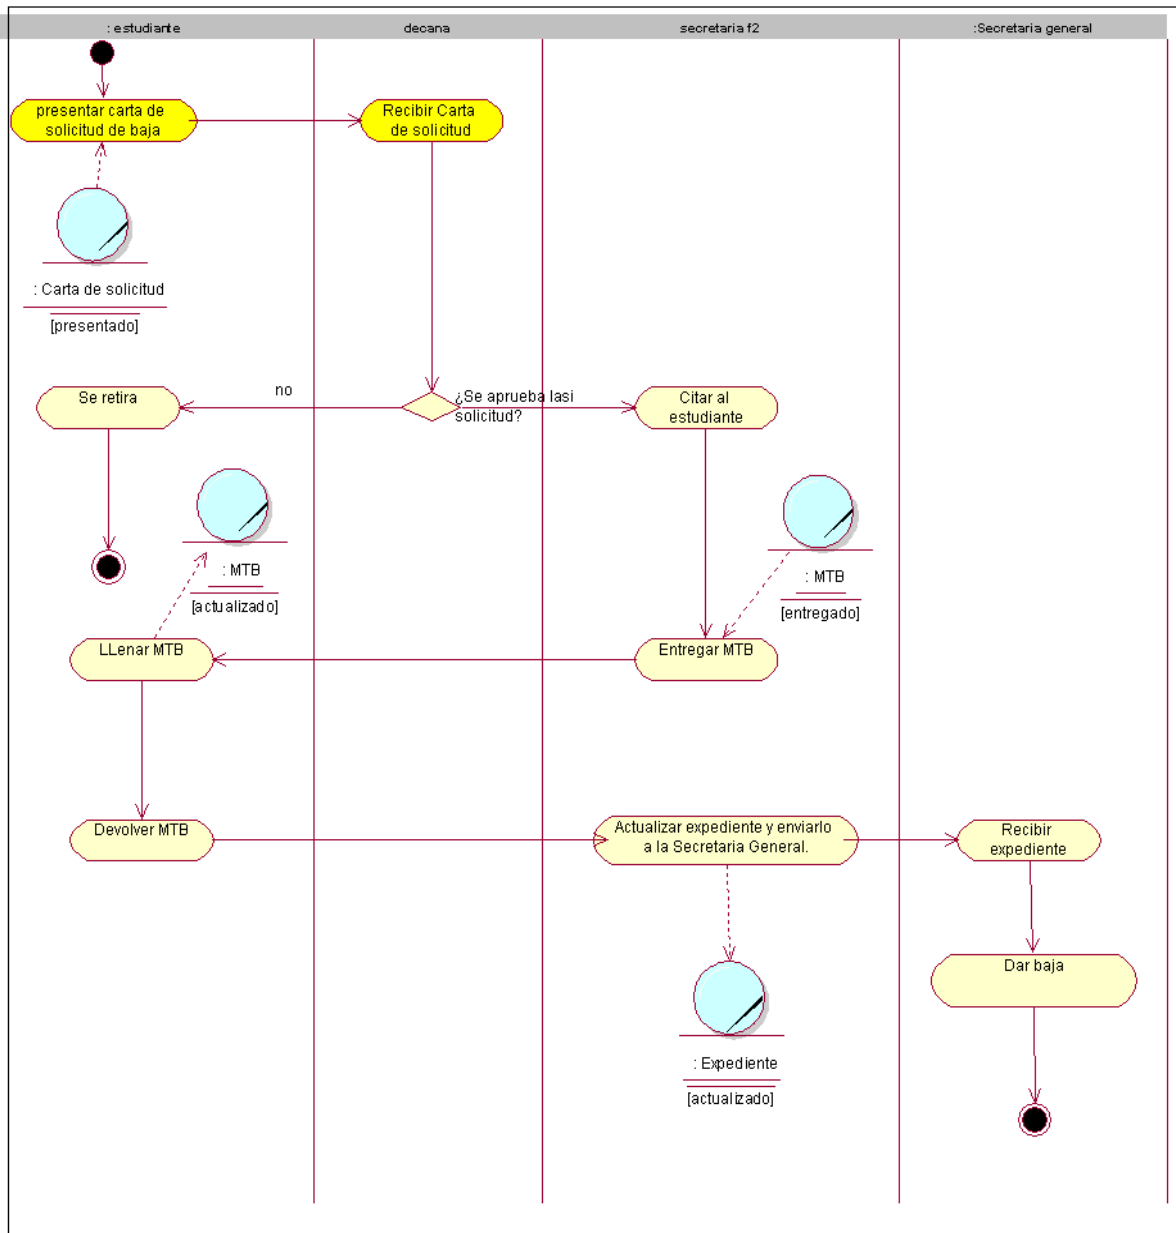 : estudiante
decana
secretaria f2
:Secretaria general
presentar carta de
solicitud de baja
Recibir Carta
de solicitud
: Carta de solicitud
[presentado]
Se retira
no
¿Se aprueba lasi
solicitud?
Citar al
estudiante
: MTB
[actualizado]
: MTB
[entregado]
LLenar MTB
Entregar MTB
Devolver MTB
Actualizar expediente y enviarlo
a la Secretaria General.
Recibir
expediente
Dar baja
: Expediente
[actualizado]